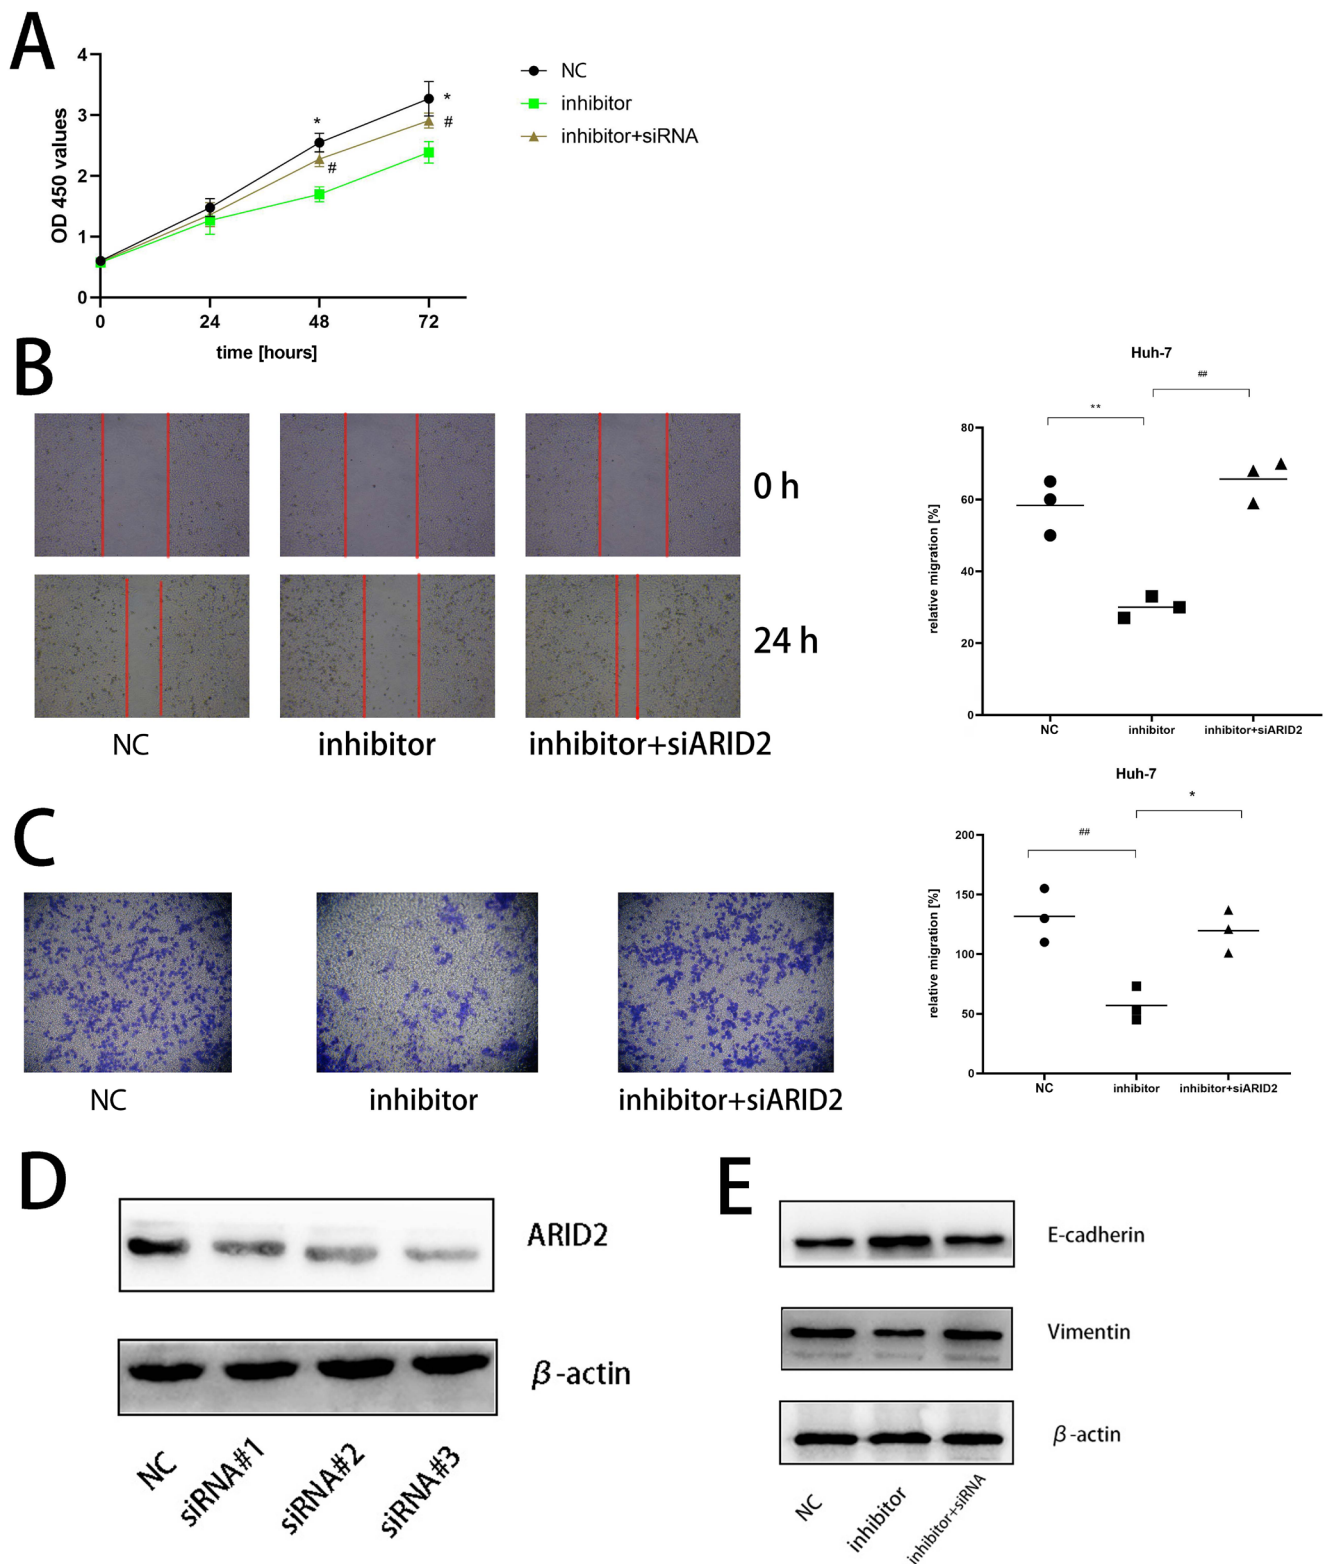 A
4
3
2
1
0
OD 450 values
0 24 48 72
time [hours]
*
#
*
#
NC
inhibitor
inhibitor+siRNA
B
0 h
24 h
NC inhibitor inhibitor+siARID2
Huh-7
##
**
80
60
40
20
0
relative migration [%]
NC inhibitor inhibitor+siARID2
C
NC inhibitor inhibitor+siARID2
Huh-7
*
##
200
150
100
50
0
relative migration [%]
NC inhibitor inhibitor+siARID2
D
ARID2
β-actin
NC siRNA#1 siRNA#2 siRNA#3
E
E-cadherin
Vimentin
β-actin
NC inhibitor inhibitor+siRNA